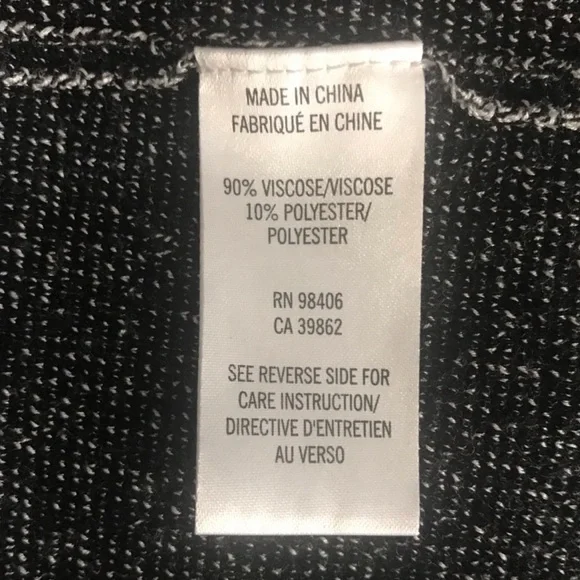 MADE IN CHINA
FABRIQUÉ EN CHINE
90% VISCOSE/VISCOSE
10% POLYESTER/
POLYESTER
RN 98406
CA 39862
SEE REVERSE SIDE FOR
CARE INSTRUCTION/
DIRECTIVE D'ENTRETIEN
AU VERSO